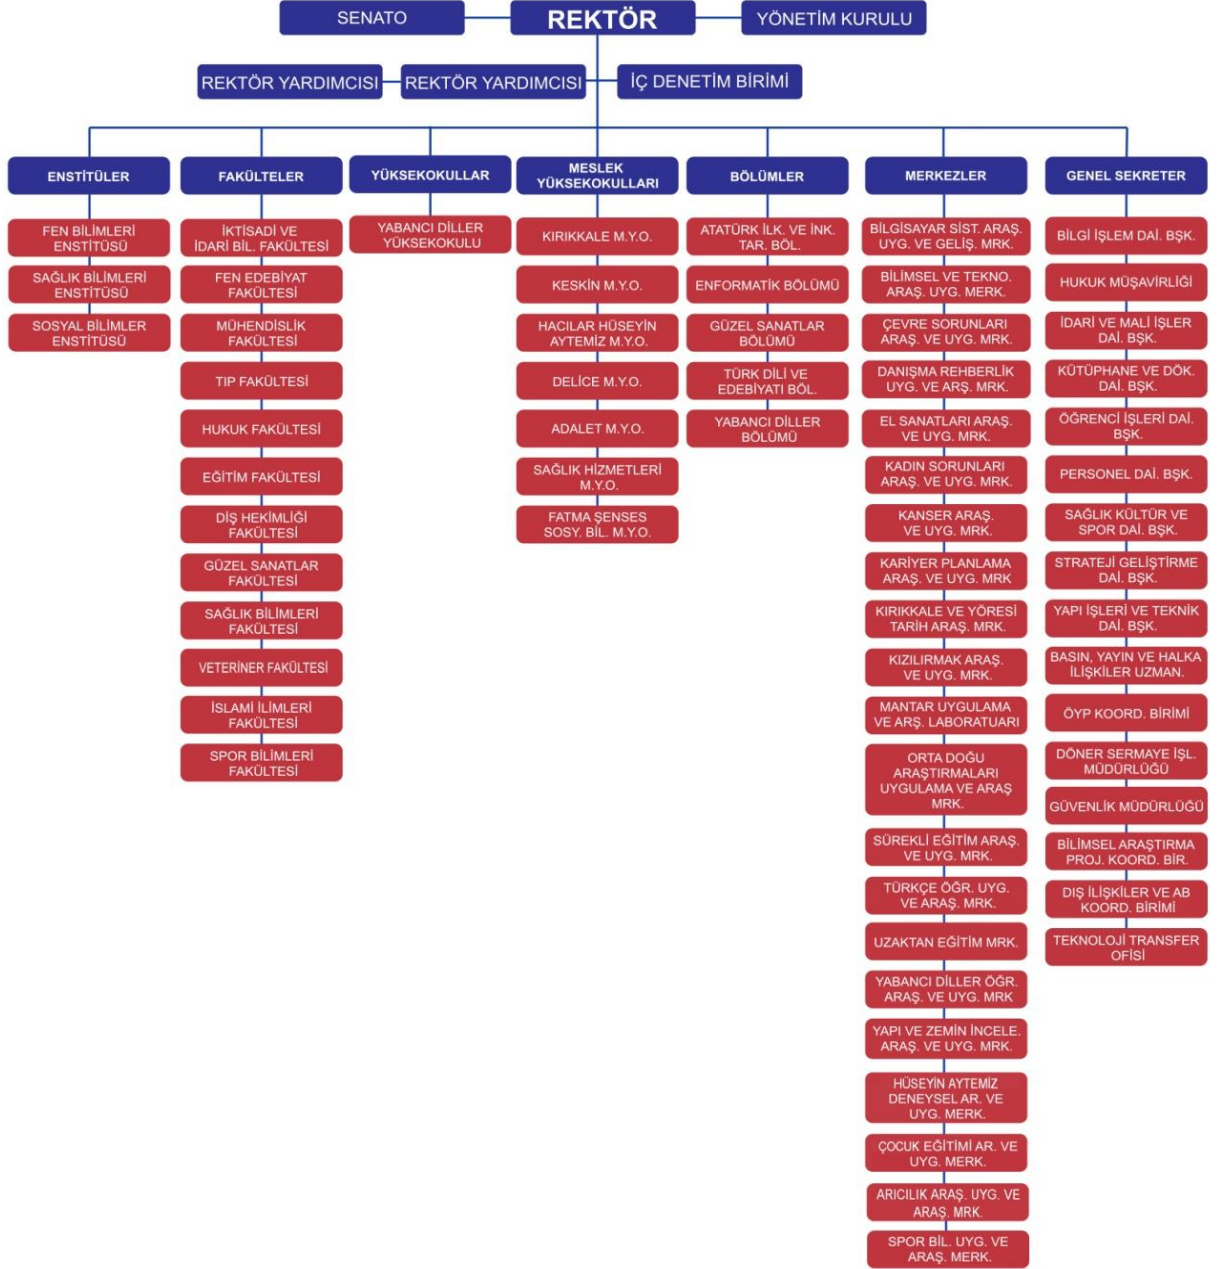 SENATO
REKTÖR
YÖNETİM KURULU
REKTÖR YARDIMCISI
REKTÖR YARDIMCISI
İÇ DENETİM BİRİMİ
ENSTİTÜLER
FEN BİLİMLERİ
ENSTİTÜSÜ
SAĞLIK BİLİMLERİ
ENSTİTÜSÜ
SOSYAL BİLİMLER
ENSTİTÜSÜ
FAKÜLTELER
İKTİSADİ VE
İDARİ BİL. FAKÜLTESİ
FEN EDEBİYAT
FAKÜLTESİ
MÜHENDİSLİK
FAKÜLTESİ
TIP FAKÜLTESİ
HUKUK FAKÜLTESİ
EĞİTİM FAKÜLTESİ
DİŞ HEKİMLİĞİ
FAKÜLTESİ
GÜZEL SANATLAR
FAKÜLTESİ
SAĞLIK BİLİMLERİ
FAKÜLTESİ
VETERİNER FAKÜLTESİ
İSLAMİ İLİMLERİ
FAKÜLTESİ
SPOR BİLİMLERİ
FAKÜLTESİ
YÜKSEKOKULLAR
YABANCI DİLLER
YÜKSEKOKULU
MESLEK
YÜKSEKOKULLARI
KIRIKKALE M.Y.O.
KESKİN M.Y.O.
HACILAR HÜSEYİN
AYTEMİZ M.Y.O.
DELİCE M.Y.O.
ADALET M.Y.O.
SAĞLIK HİZMETLERİ
M.Y.O.
FATMA ŞENSES
SOSY. BİL. M.Y.O.
BÖLÜMLER
ATATÜRK İLK. VE İNK.
TAR. BÖL.
ENFORMATİK BÖLÜMÜ
GÜZEL SANATLAR
BÖLÜMÜ
TÜRK DİLİ VE
EDEBİYATI BÖL.
YABANCI DİLLER
BÖLÜMÜ
MERKEZLER
BİLGİSAYAR SİST. ARAŞ.
UYG. VE GELİŞ. MRK.
BİLİMSEL VE TEKNO.
ARAŞ. UYG. MERK.
ÇEVRE SORUNLARI
ARAŞ. VE UYG. MRK.
DANIŞMA REHBERLİK
UYG. VE ARŞ. MRK.
EL SANATLARI ARAŞ.
VE UYG. MRK.
KADIN SORUNLARI
ARAŞ. VE UYG. MRK.
KANSER ARAŞ.
VE UYG. MRK.
KARİYER PLANLAMA
ARAŞ. VE UYG. MRK
KIRIKKALE VE YÖRESİ
TARİH ARAŞ. MRK.
KIZILIRMAK ARAŞ.
VE UYG. MRK.
MANTAR UYGULAMA
VE ARŞ. LABORATUARI
ORTA DOĞU
ARAŞTIRMALARI
UYGULAMA VE ARAŞ
MRK.
SÜREKLİ EĞİTİM ARAŞ.
VE UYG. MRK.
TÜRKÇE ÖĞR. UYG.
VE ARAŞ. MRK.
UZAKTAN EĞİTİM MRK.
YABANCI DİLLER ÖĞR.
ARAŞ. VE UYG. MRK
YAPI VE ZEMİN İNCELE.
ARAŞ. VE UYG. MRK.
HÜSEYİN AYTEMİZ
DENEYSEL AR. VE
UYG. MERK.
ÇOCUK EĞİTİMİ AR. VE
UYG. MERK.
ARICILIK ARAŞ. UYG. VE
ARAŞ. MRK.
SPOR BİL. UYG. VE
ARAŞ. MERK.
GENEL SEKRETER
BİLGİ İŞLEM DAİ. BŞK.
HUKUK MÜŞAVİRLİĞİ
İDARİ VE MALİ İŞLER
DAİ. BŞK.
KÜTÜPHANE VE DÖK.
DAİ. BŞK.
ÖĞRENCİ İŞLERİ DAİ.
BŞK.
PERSONEL DAİ. BŞK.
SAĞLIK KÜLTÜR VE
SPOR DAİ. BŞK.
STRATEJİ GELİŞTİRME
DAİ. BŞK.
YAPI İŞLERİ VE TEKNİK
DAİ. BŞK.
BASIN, YAYIN VE HALKA
İLİŞKİLER UZMAN.
ÖYP KOORD. BİRİMİ
DÖNER SERMAYE İŞL.
MÜDÜRLÜĞÜ
GÜVENLİK MÜDÜRLÜĞÜ
BİLİMSEL ARAŞTIRMA
PROJ. KOORD. BİR.
DIŞ İLİŞKİLER VE AB
KOORD. BİRİMİ
TEKNOLOJİ TRANSFER
OFİSİ